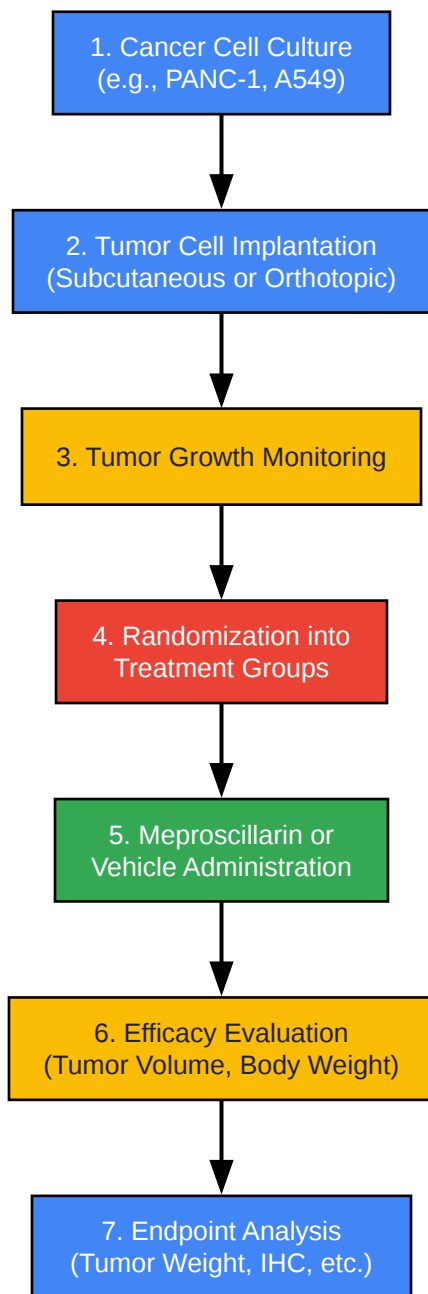 1. Cancer Cell Culture
(e.g., PANC-1, A549)
2. Tumor Cell Implantation
(Subcutaneous or Orthotopic)
3. Tumor Growth Monitoring
4. Randomization into
Treatment Groups
5. Meproscillarin or
Vehicle Administration
6. Efficacy Evaluation
(Tumor Volume, Body Weight)
7. Endpoint Analysis
(Tumor Weight, IHC, etc.)